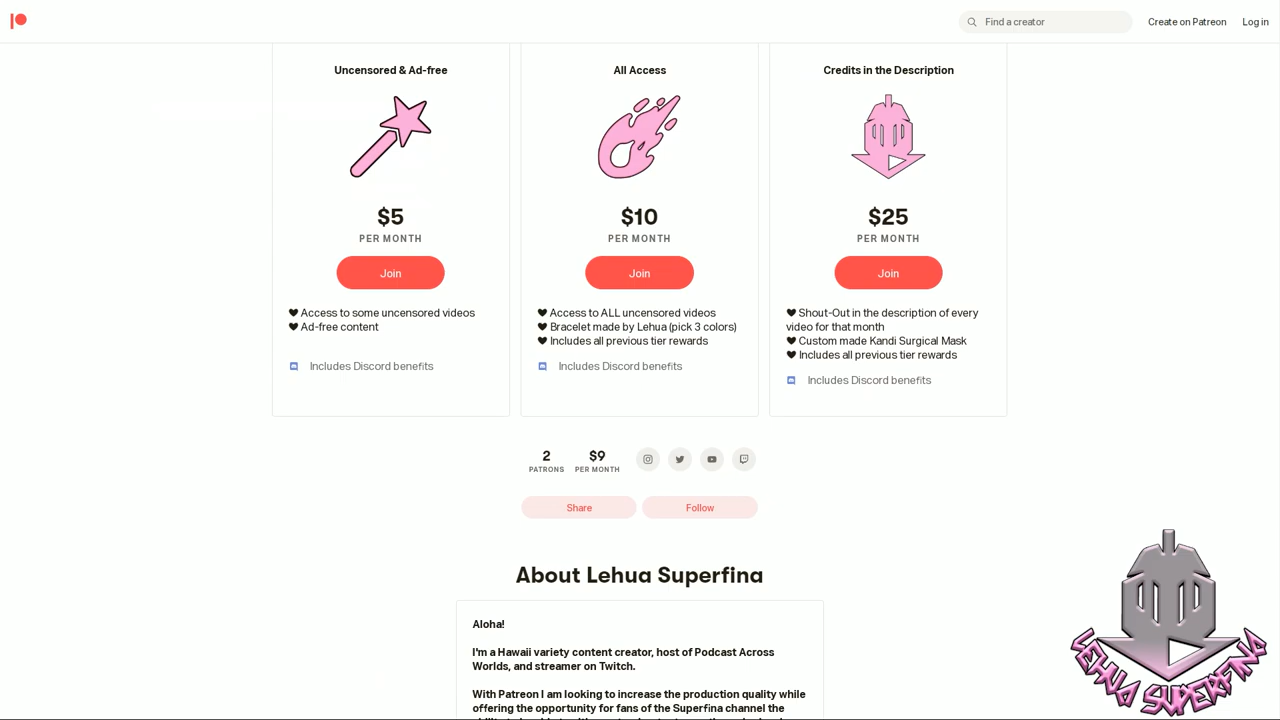 Find a creator
Create on Patreon
Log in
Uncensored & Ad-free
$5
PER MONTH
Join
♥ Access to some uncensored videos
♥ Ad-free content
Includes Discord benefits
All Access
$10
PER MONTH
Join
♥ Access to ALL uncensored videos
♥ Bracelet made by Lehua (pick 3 colors)
♥ Includes all previous tier rewards
Includes Discord benefits
Credits in the Description
$25
PER MONTH
Join
♥ Shout-Out in the description of every
video for that month
♥ Custom made Kandi Surgical Mask
♥ Includes all previous tier rewards
Includes Discord benefits
2
PATRONS
$9
PER MONTH
Share
Follow
About Lehua Superfina
Aloha!
I'm a Hawaii variety content creator, host of Podcast Across
Worlds, and streamer on Twitch.
With Patreon I am looking to increase the production quality while
offering the opportunity for fans of the Superfina channel the
LEHUA SUPERFINA